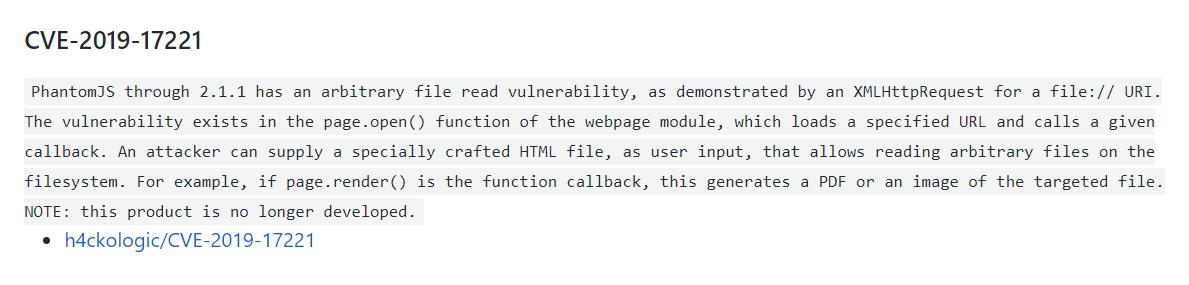 CVE-2019-17221
PhantomJS through 2.1.1 has an arbitrary file read vulnerability, as demonstrated by an XMLHttpRequest for a file:// URI.
The vulnerability exists in the page.open() function of the webpage module, which loads a specified URL and calls a given
callback. An attacker can supply a specially crafted HTML file, as user input, that allows reading arbitrary files on the
filesystem. For example, if page.render() is the function callback, this generates a PDF or an image of the targeted file.
NOTE: this product is no longer developed.
• h4ckologic/CVE-2019-17221